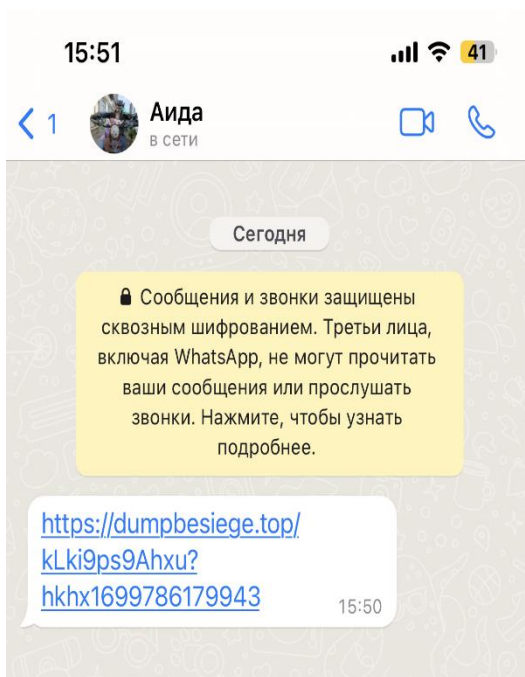 15:51
41
1
Аида
в сети
Сегодня
Сообщения и звонки защищены
сквозным шифрованием. Третьи лица,
включая WhatsApp, не могут прочитать
ваши сообщения или прослушать
звонки. Нажмите, чтобы узнать
подробнее.
https://dumpbesiege.top/
kLki9ps9Ahxu?
hkhx1699786179943
15:50